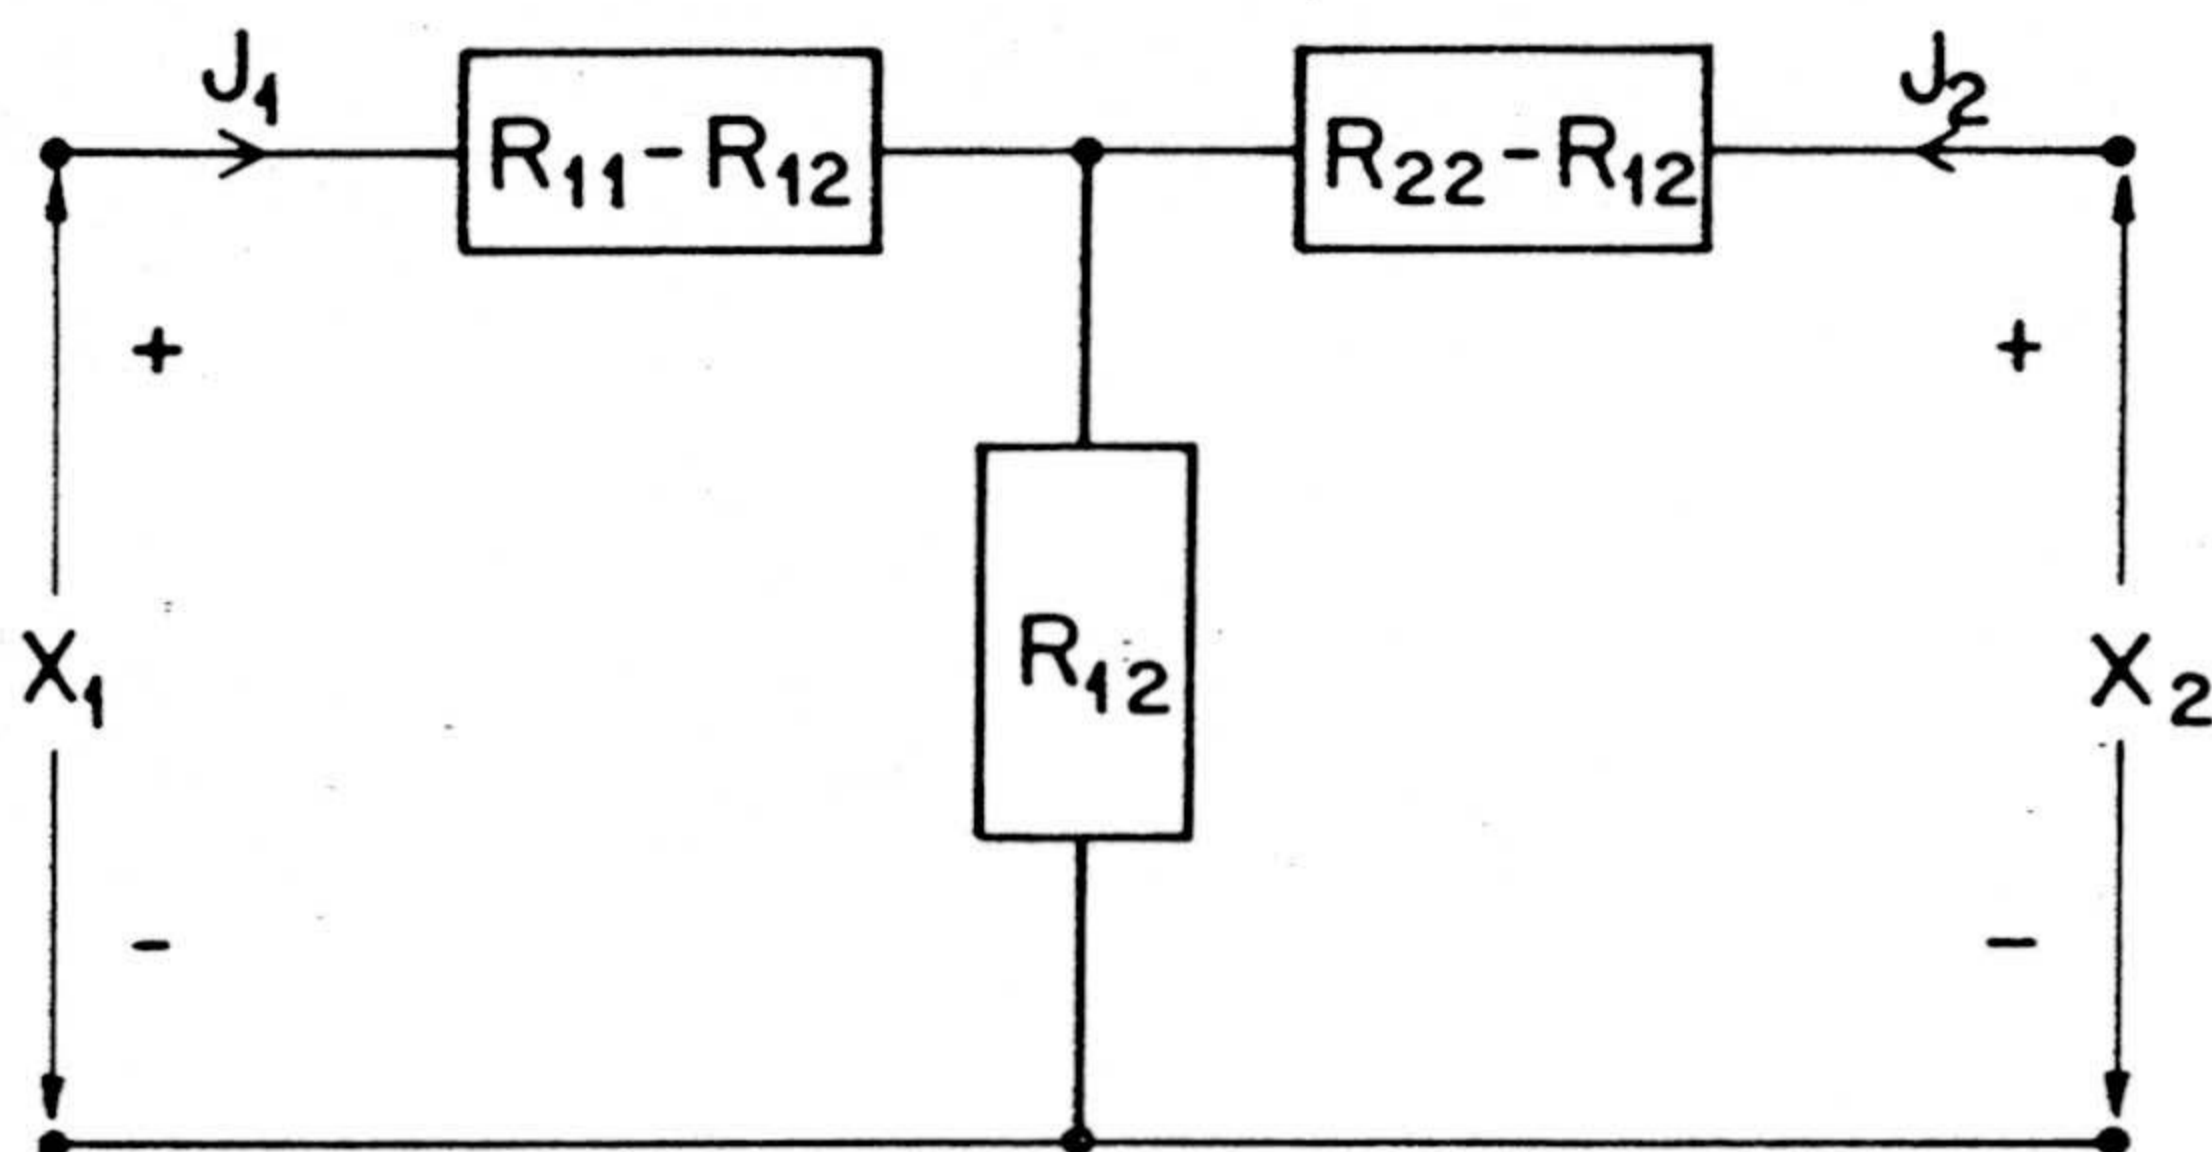 J₁ J₂
R₁₁-R₁₂ R₂₂-R₁₂
+ +
R₁₂
X₁ X₂
- -